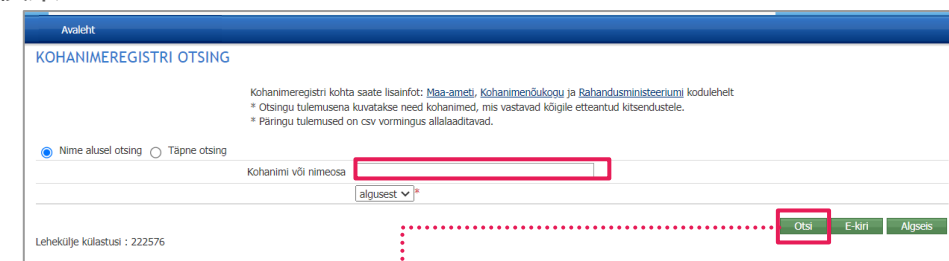 Avaleht
KOHANIMEREGISTRI OTSING
Kohanimeregistri kohta saate lisainfot: Maa-ameti, Kohanimenõukogu ja Rahandusministeeriumi kodulehelt
* Otsingu tulemusena kuvatakse need kohanimed, mis vastavad kõigile etteantud kitsendustele.
* Päringu tulemused on csv vormingus allalaaditavad.
Nime alusel otsing Täpne otsing
Kohanimi või nimeosa
algusest *
Otsi E-kiri Algseis
Lehekülje külastusi : 222576